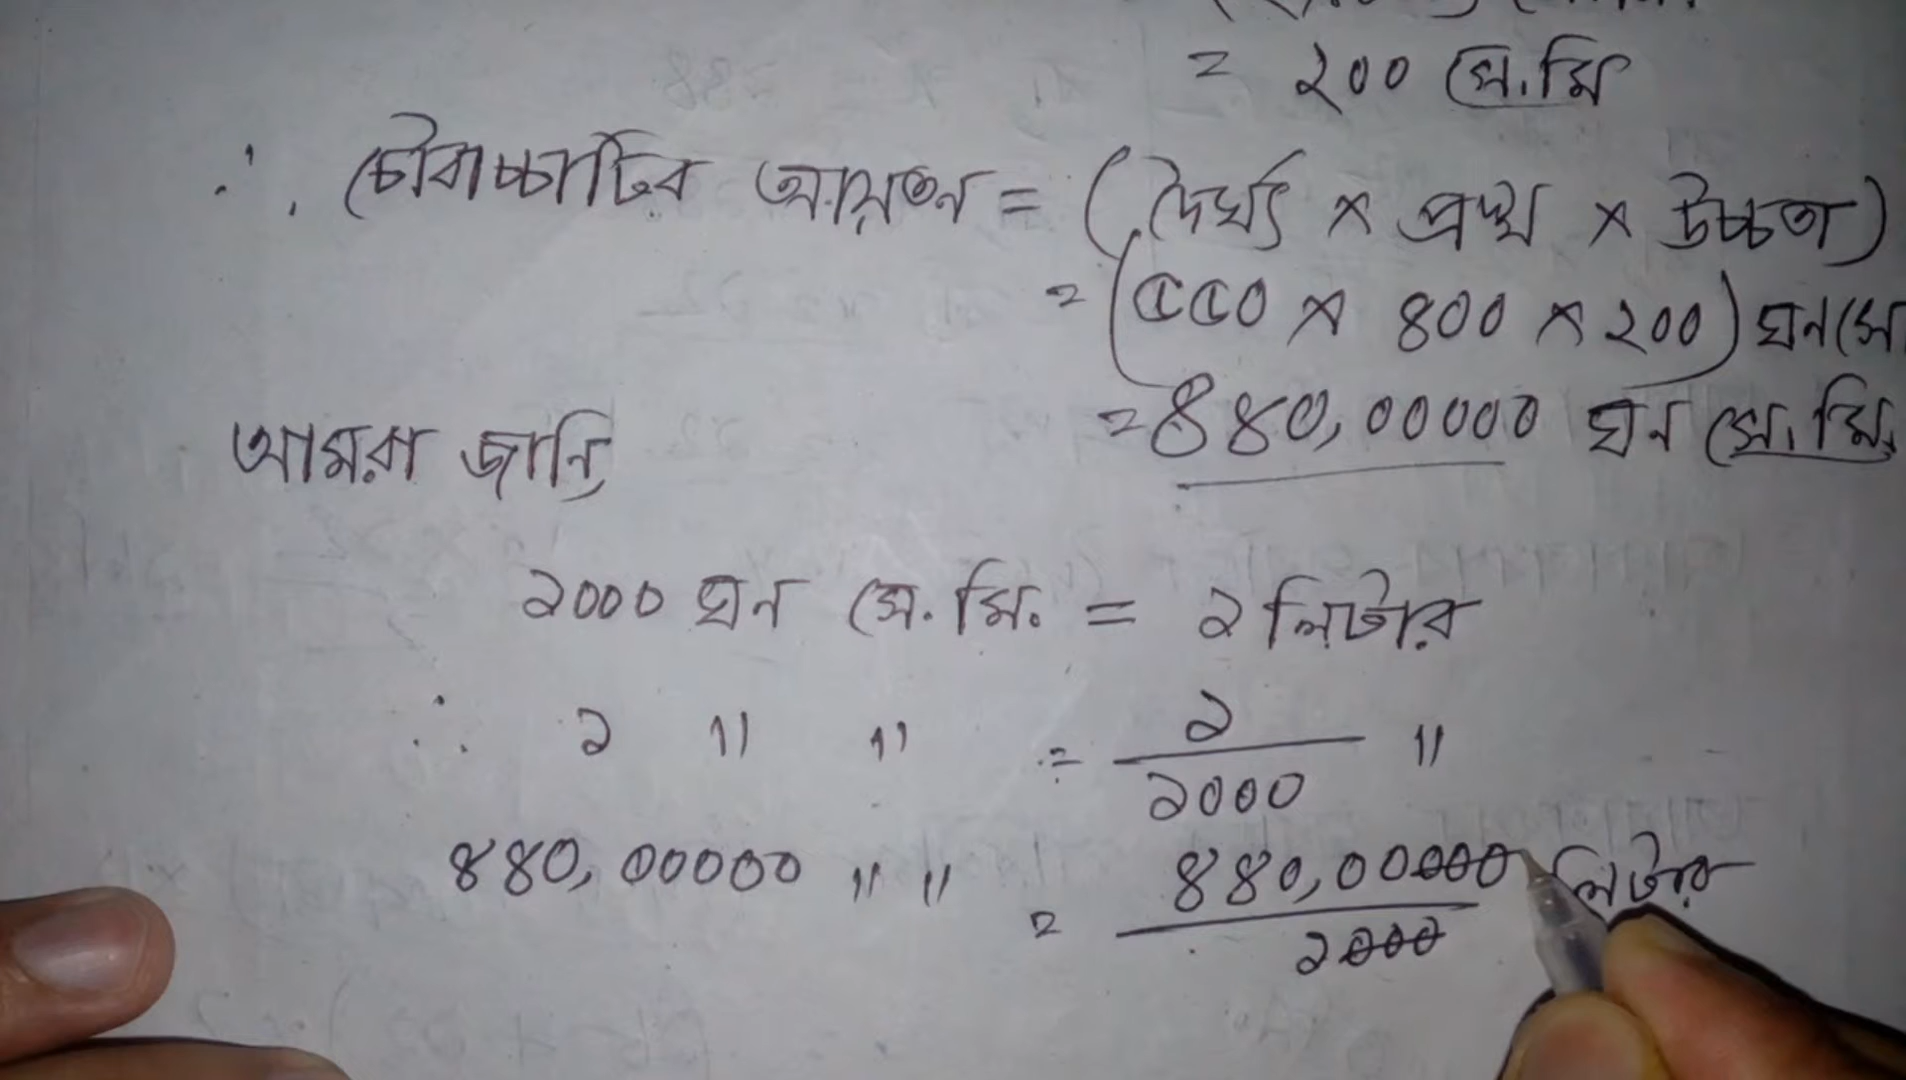 = ২০০ সে.মি
∴ চৌবাচ্চাটির আয়তন = (দৈর্ঘ্য × প্রস্থ × উচ্চতা)
= (৫৫০ × ৪০০ × ২০০) ঘন সে
= ৪৪০,০০০০০ ঘন সে.মি.
আমরা জানি
১০০০ ঘন সে.মি. = ১ লিটার
∴ ১ " " = ১/১০০০ "
৪৪০,০০০০০ " " = ৪৪০,০০০০০/১০০০ লিটার